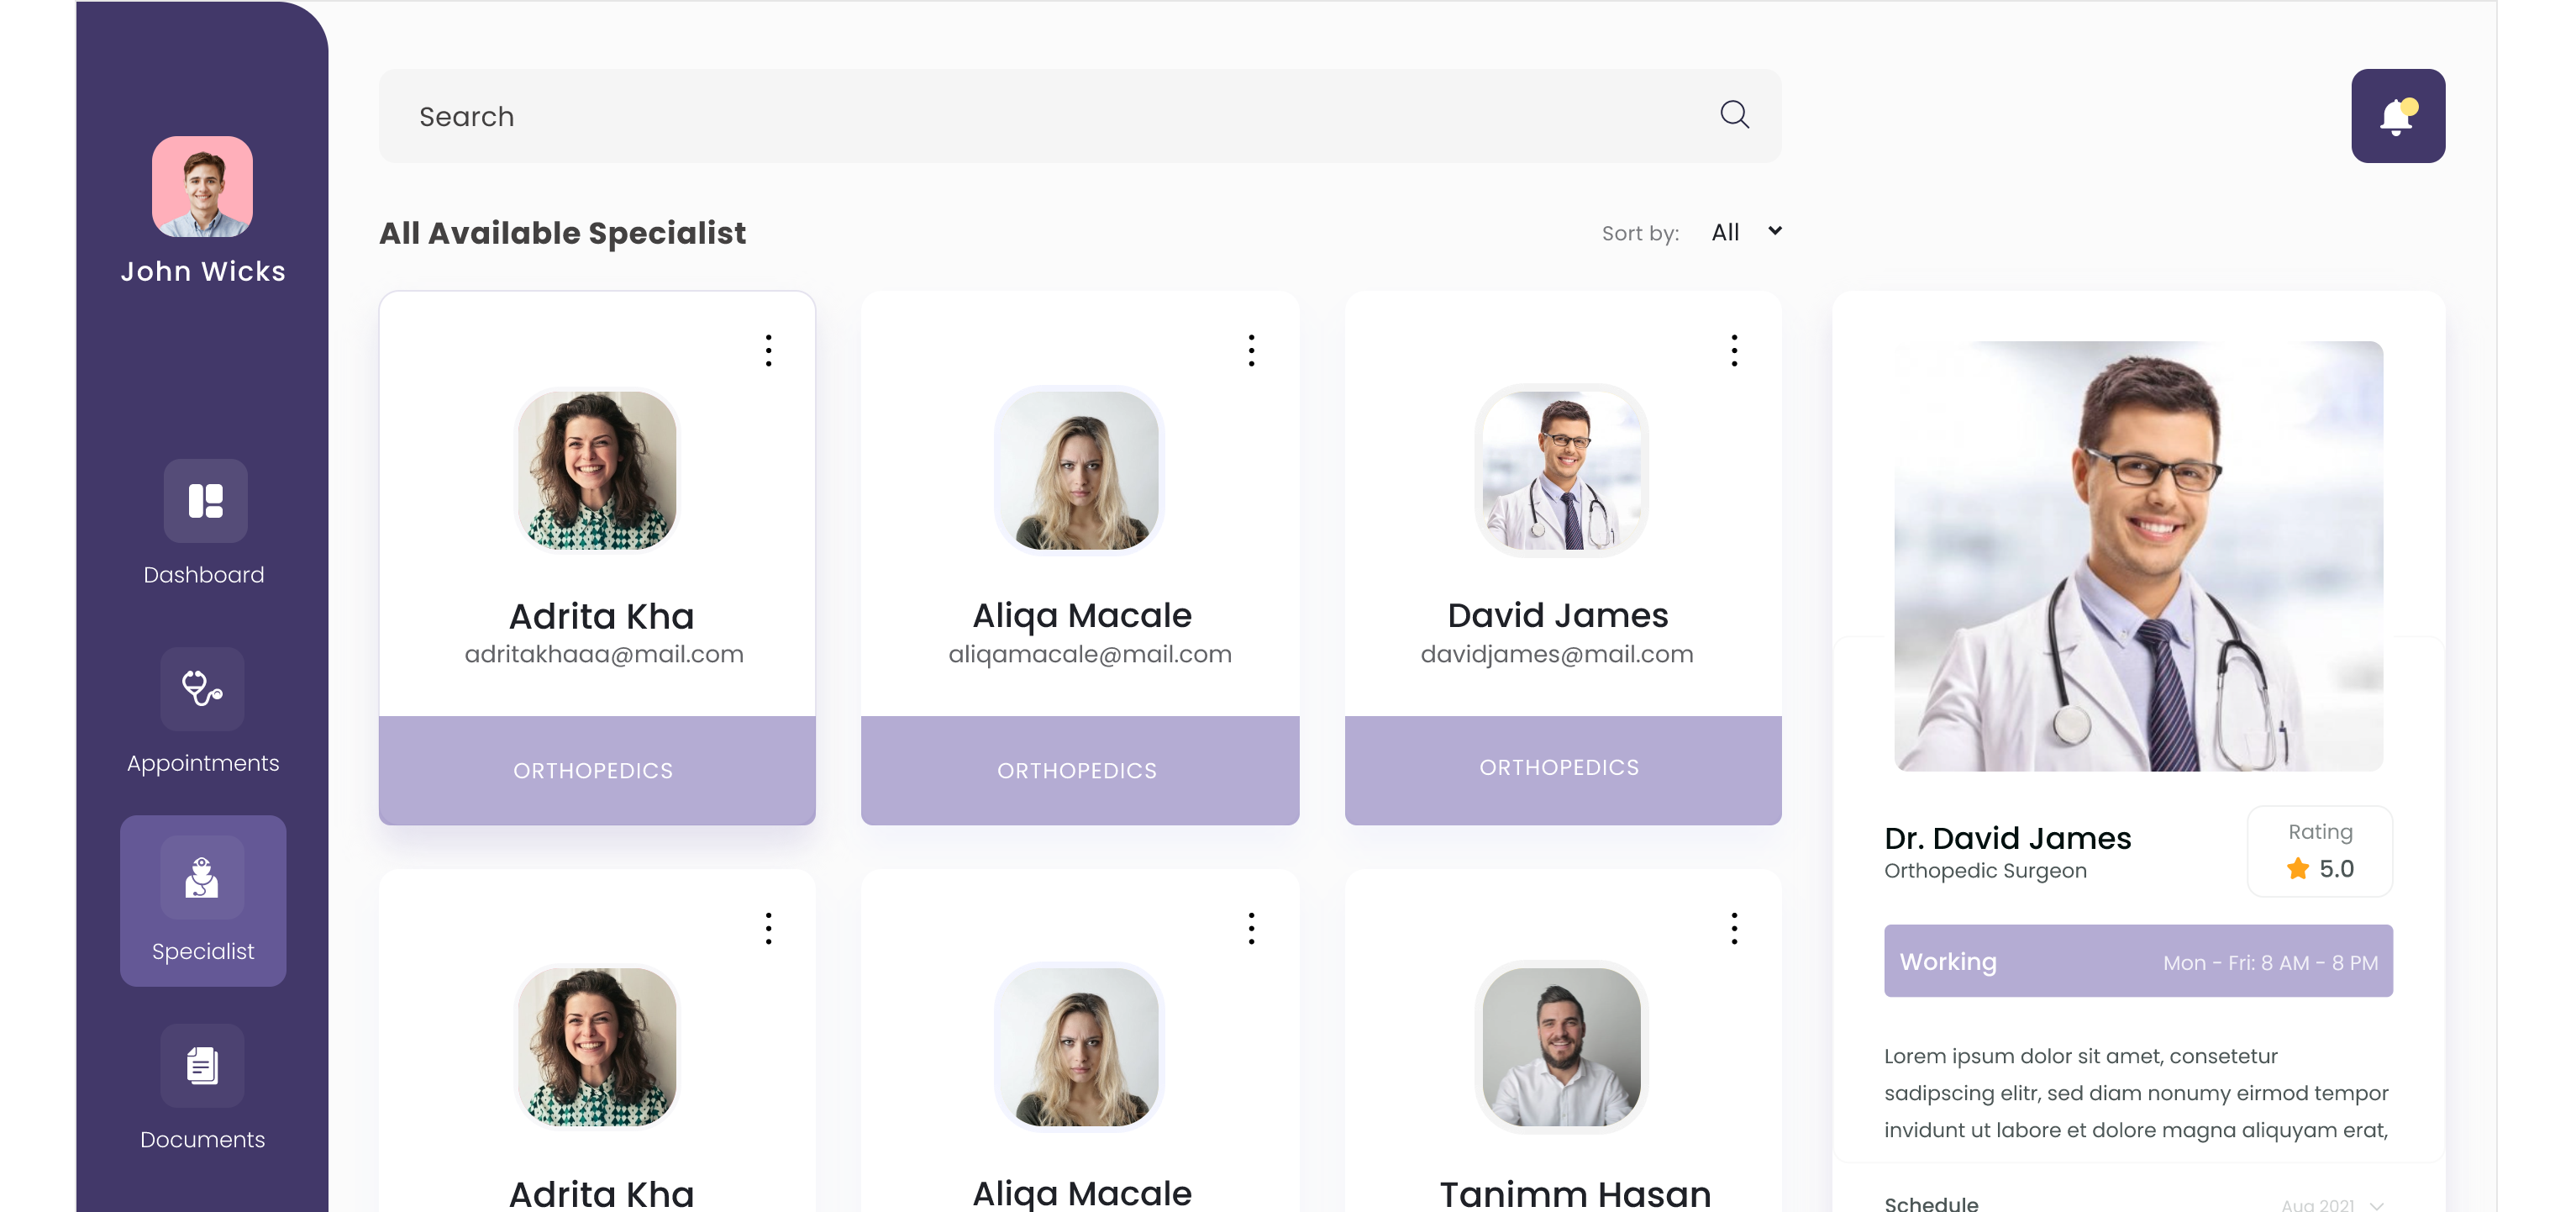 Search
John Wicks
All Available Specialist
Sort by: All
Adrita Kha
adritakhaaa@mail.com
ORTHOPEDICS
Aliqa Macale
aliqamacale@mail.com
ORTHOPEDICS
David James
davidjames@mail.com
ORTHOPEDICS
Dashboard
Appointments
Specialist
Documents
Adrita Kha
Aliqa Macale
Tanimm Hasan
Dr. David James
Orthopedic Surgeon
Rating
5.0
Working Mon - Fri: 8 AM - 8 PM
Lorem ipsum dolor sit amet, consetetur
sadipscing elitr, sed diam nonumy eirmod tempor
invidunt ut labore et dolore magna aliquyam erat,
Schedule Aug 2021